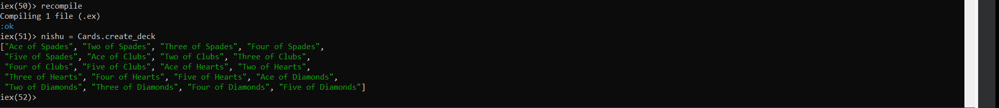 iex(50)> recompile
Compiling 1 file (.ex)
:ok
iex(51)> nishu = Cards.create_deck
["Ace of Spades", "Two of Spades", "Three of Spades", "Four of Spades",
 "Five of Spades", "Ace of Clubs", "Two of Clubs", "Three of Clubs",
 "Four of Clubs", "Five of Clubs", "Ace of Hearts", "Two of Hearts",
 "Three of Hearts", "Four of Hearts", "Five of Hearts", "Ace of Diamonds",
 "Two of Diamonds", "Three of Diamonds", "Four of Diamonds", "Five of Diamonds"]
iex(52)>